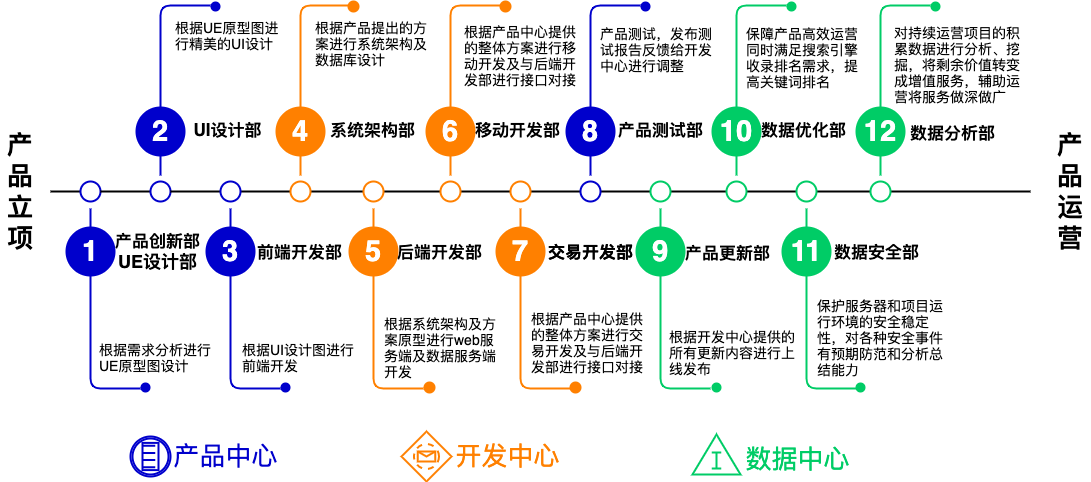 产品立项
根据UE原型图进
行精美的UI设计
2
UI设计部
根据产品提出的方
案进行系统架构及
数据库设计
4
系统架构部
根据产品中心提供
的整体方案进行移
动开发及与后端开
发部进行接口对接
6
移动开发部
产品测试，发布测
试报告反馈给开发
中心进行调整
8
产品测试部
保障产品高效运营
同时满足搜索引擎
收录排名需求，提
高关键词排名
10
数据优化部
对持续运营项目的积
累数据进行分析、挖
掘，将剩余价值转变
成增值服务，辅助运
营将服务做深做广
12
数据分析部
产品运营
1
产品创新部
UE设计部
根据需求分析进行
UE原型图设计
3
前端开发部
根据UI设计图进行
前端开发
5
后端开发部
根据系统架构及方
案原型进行web服
务端及数据服务端
开发
7
交易开发部
根据产品中心提供
的整体方案进行交
易开发及与后端开
发部进行接口对接
9
产品更新部
根据开发中心提供的
所有更新内容进行上
线发布
11
数据安全部
保护服务器和项目运
行环境的安全稳定
性，对各种安全事件
有预期防范和分析总
结能力
产品中心
开发中心
数据中心